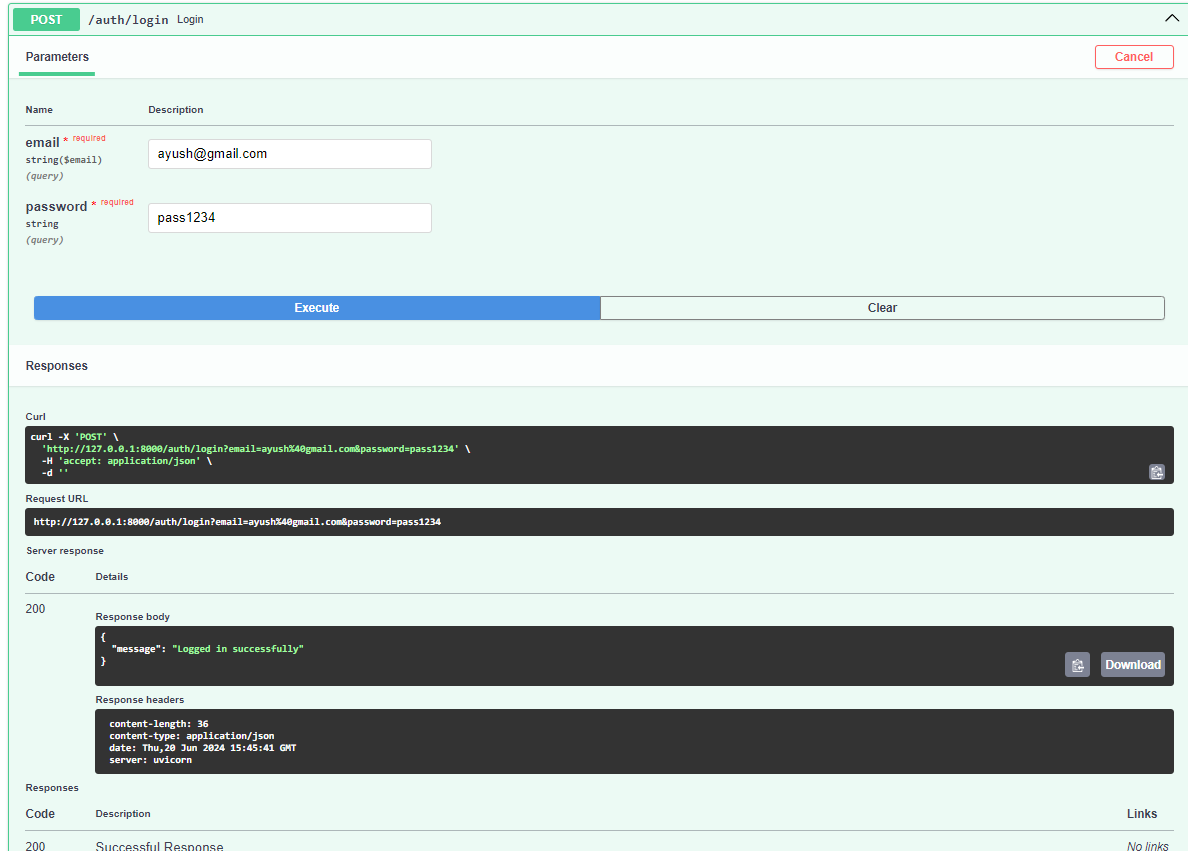 POST /auth/login Login
Parameters
Cancel
Name Description
email * required
string($email)
(query)
ayush@gmail.com
password * required
string
(query)
pass1234
Execute Clear
Responses
Curl
curl -X 'POST' \
'http://127.0.0.1:8000/auth/login?email=ayush%40gmail.com&password=pass1234' \
-H 'accept: application/json' \
-d ''
Request URL
http://127.0.0.1:8000/auth/login?email=ayush%40gmail.com&password=pass1234
Server response
Code Details
200
Response body
{
"message": "Logged in successfully"
}
Download
Response headers
content-length: 36
content-type: application/json
date: Thu,20 Jun 2024 15:45:41 GMT
server: uvicorn
Responses
Code Description Links
200 Successful Response No links